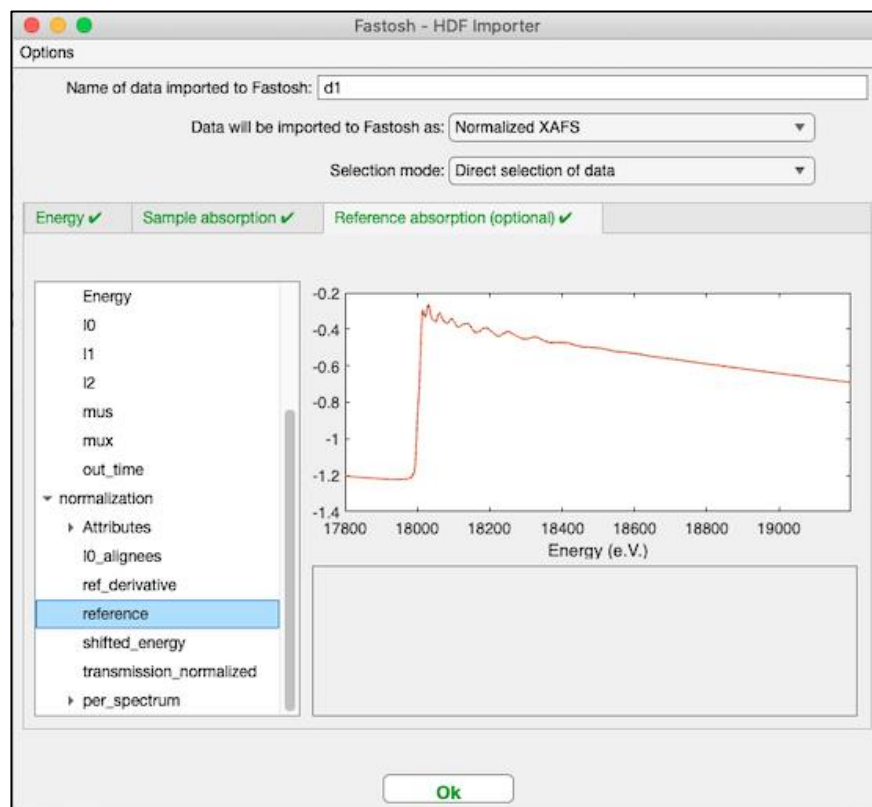 Fastosh - HDF Importer
Options
Name of data imported to Fastosh: d1
Data will be imported to Fastosh as: Normalized XAFS
Selection mode: Direct selection of data
Energy ✔ Sample absorption ✔ Reference absorption (optional) ✔
Energy
I0
I1
I2
mus
mux
out_time
normalization
Attributes
I0_alignees
ref_derivative
reference
shifted_energy
transmission_normalized
per_spectrum
-0.2
-0.4
-0.6
-0.8
-1
-1.2
-1.4
17800 18000 18200 18400 18600 18800 19000
Energy (e.V.)
Ok